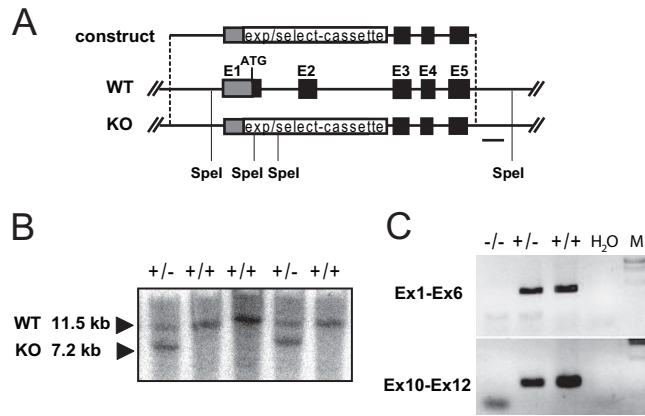 A
construct
exp/select-cassette
ATG
E1 E2 E3 E4 E5
WT
KO
exp/select-cassette
SpeI SpeI SpeI SpeI
B
+/- +/+ +/+ +/- +/+
WT 11.5 kb
KO 7.2 kb
C
-/- +/- +/+ H₂O M
Ex1-Ex6
Ex10-Ex12